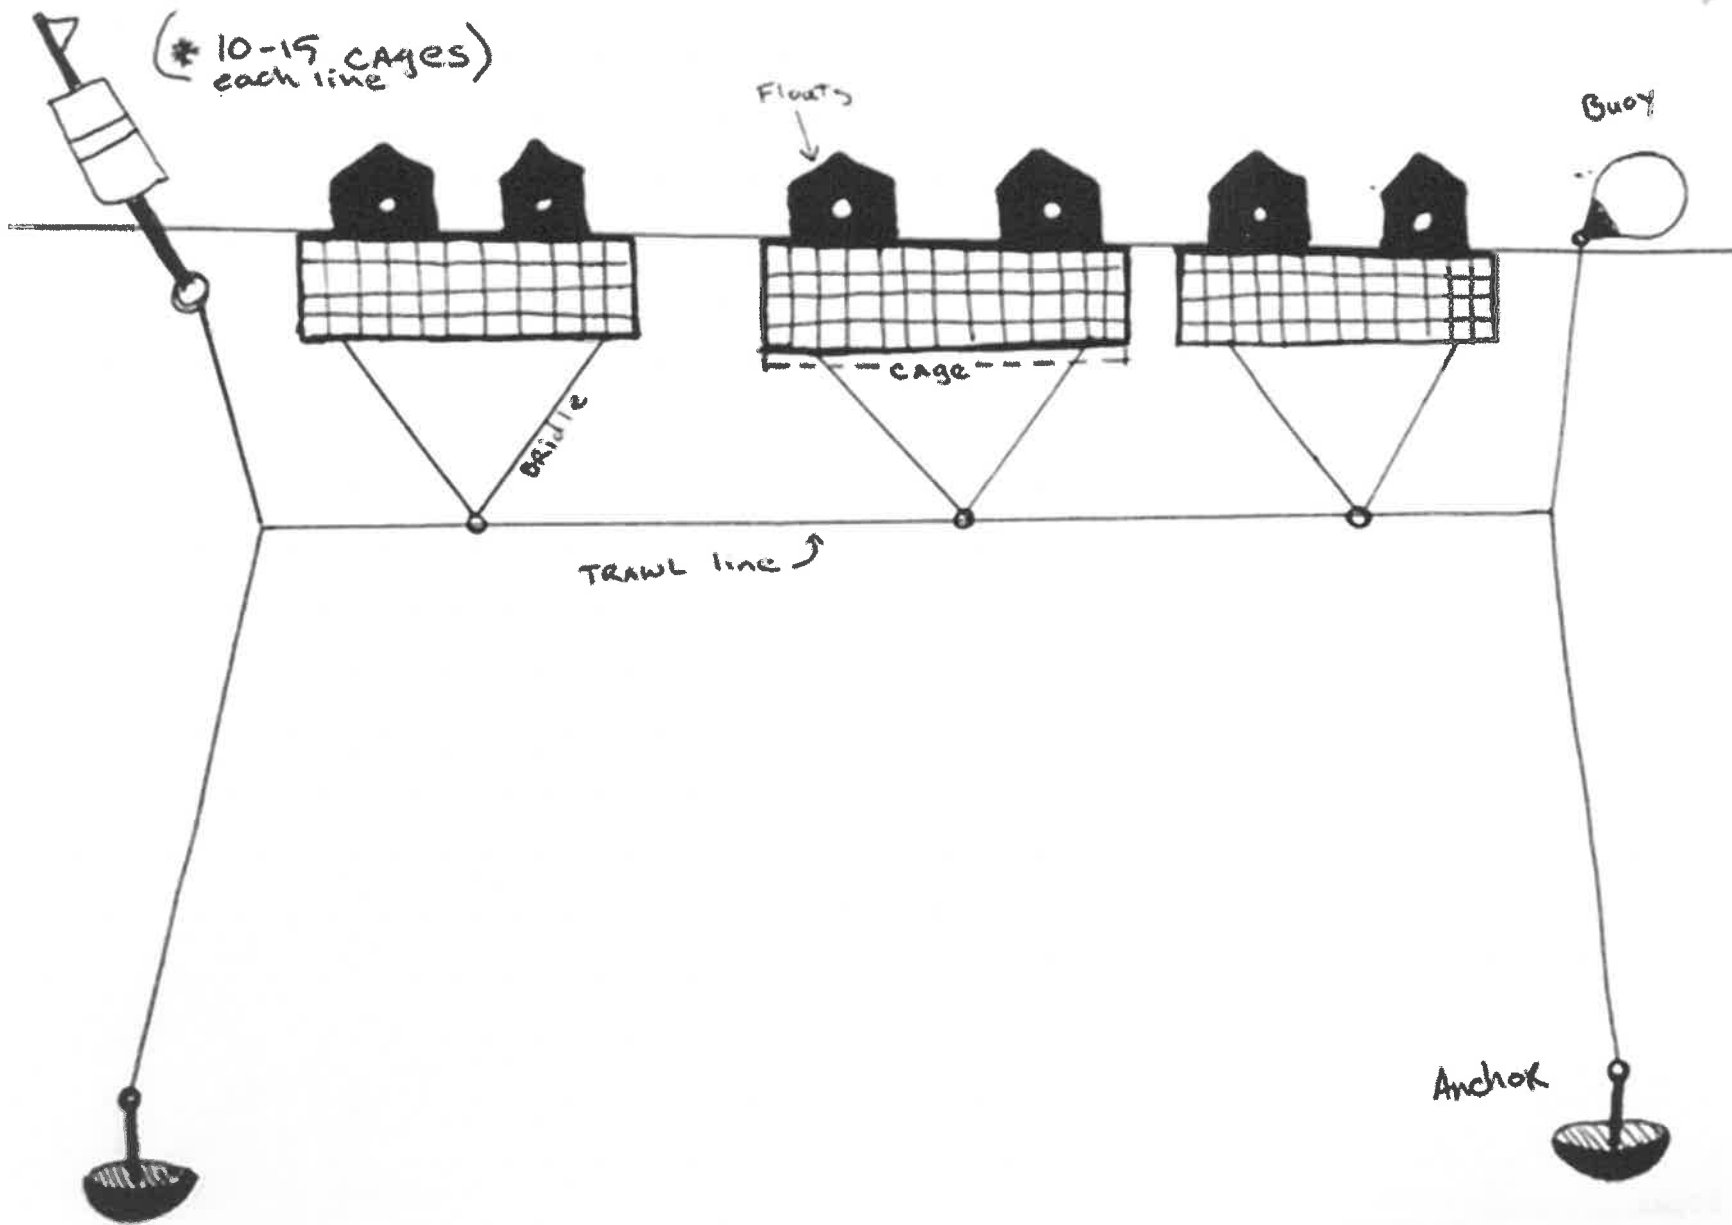 (* 10-15 cages)
each line
Floats
Buoy
cage
Bridle
TRAWL line
Anchor